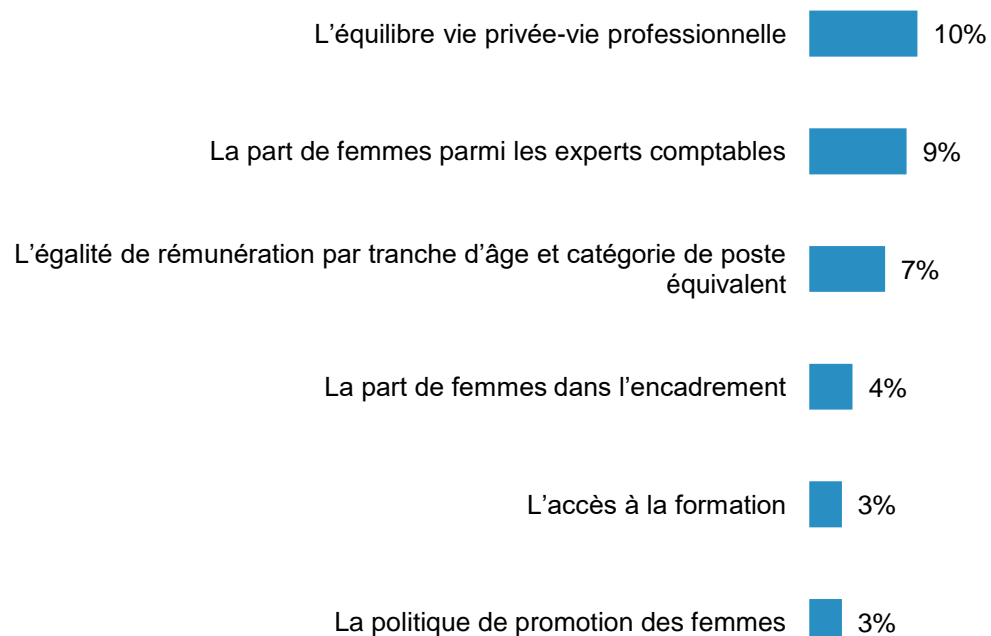 L’équilibre vie privée-vie professionnelle 10%
La part de femmes parmi les experts comptables 9%
L’égalité de rémunération par tranche d’âge et catégorie de poste
équivalent 7%
La part de femmes dans l’encadrement 4%
L’accès à la formation 3%
La politique de promotion des femmes 3%